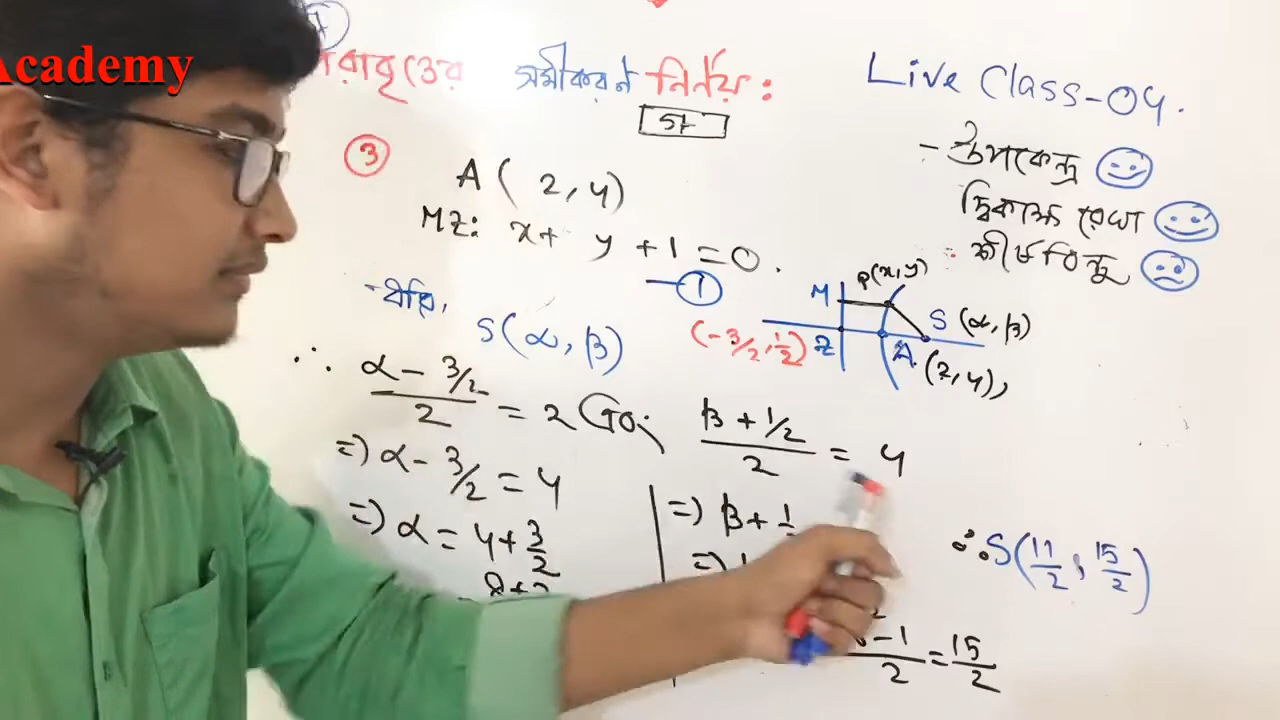 Academy
সমীকরণ নির্ণয় :
Live Class-04.
③
A ( 2, 4)
MZ: x + y + 1 = 0.
— ①
- উপকেন্দ্র
দ্বিকাক্ষ রেখা
: শীর্ষবিন্দু
- ধরি,
S(α, β)
M
P(x, y)
S (α, β)
(-3/2, 1/2)
Z
A. (2, 4),
∴ (α - 3/2)/2 = 2
(β + 1/2)/2 = 4
=) α - 3/2 = 4
=) α = 4 + 3/2
=) β + 1
=)
∴ S(11/2, 15/2)
- 1
2
= 15/2